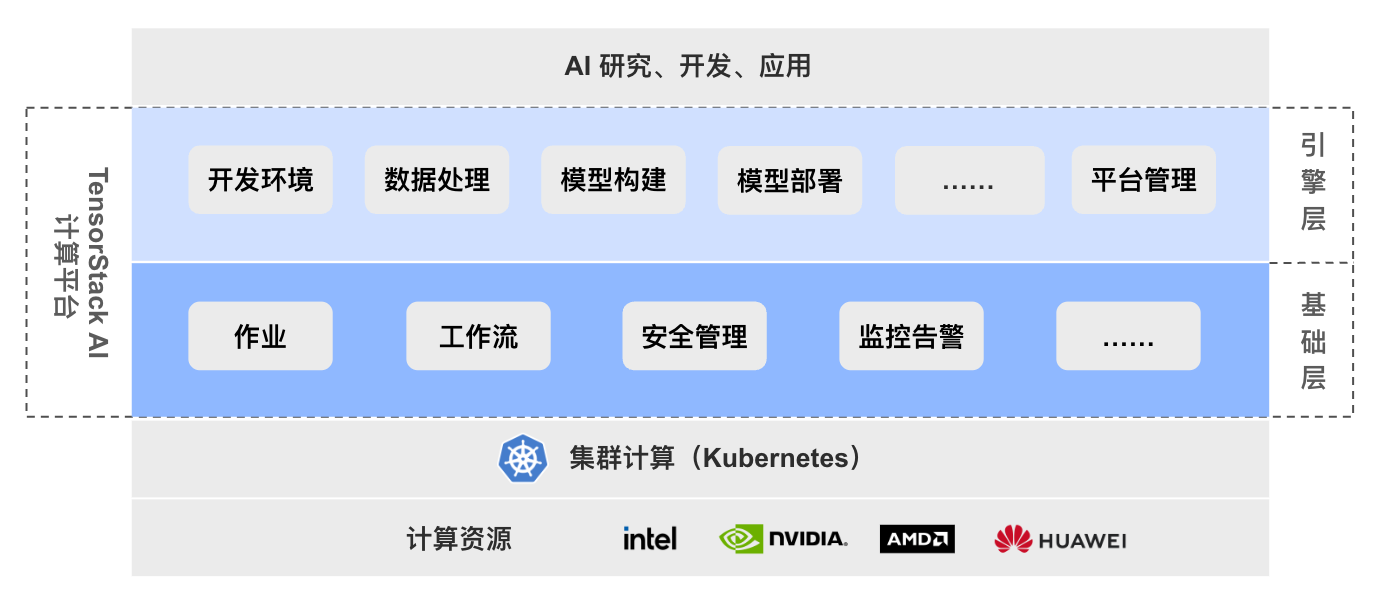 AI 研究、开发、应用
TensorStack AI
计算平台
开发环境
数据处理
模型构建
模型部署
......
平台管理
引擎层
作业
工作流
安全管理
监控告警
......
基础层
集群计算（Kubernetes）
计算资源
intel
NVIDIA.
AMD
HUAWEI